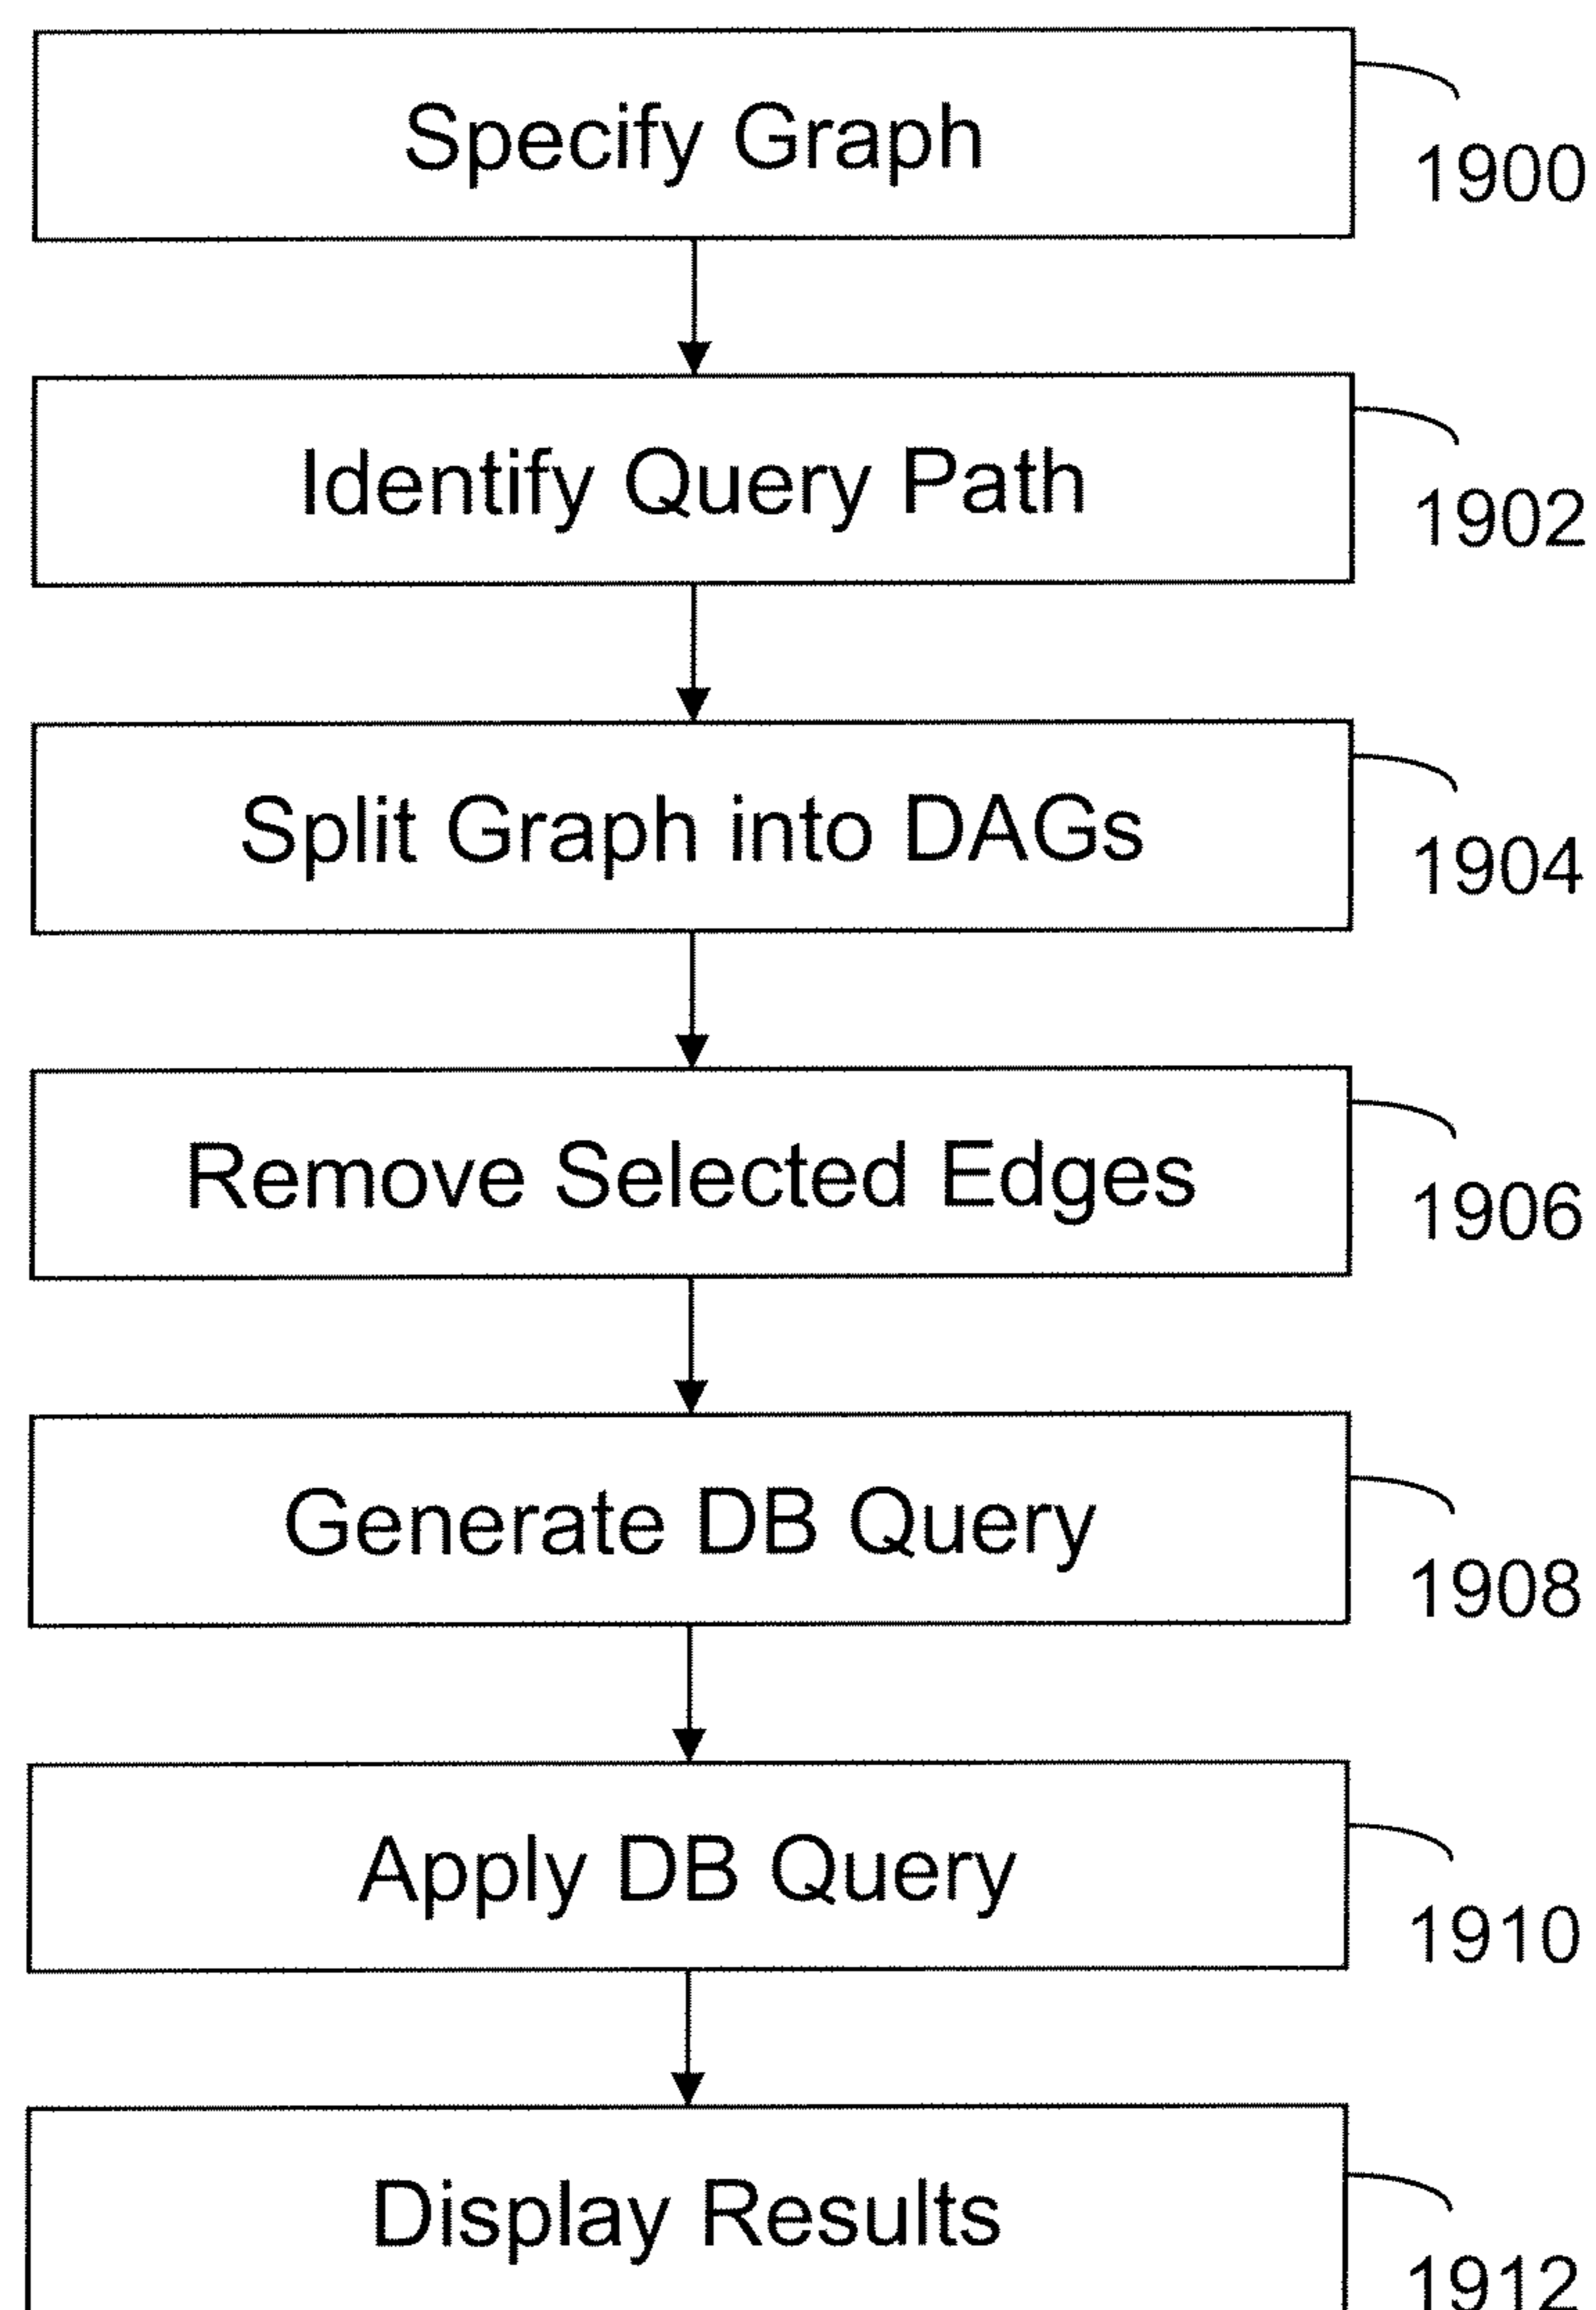 Specify Graph
1900
Identify Query Path
1902
Split Graph into DAGs
1904
Remove Selected Edges
1906
Generate DB Query
1908
Apply DB Query
1910
Display Results
1912